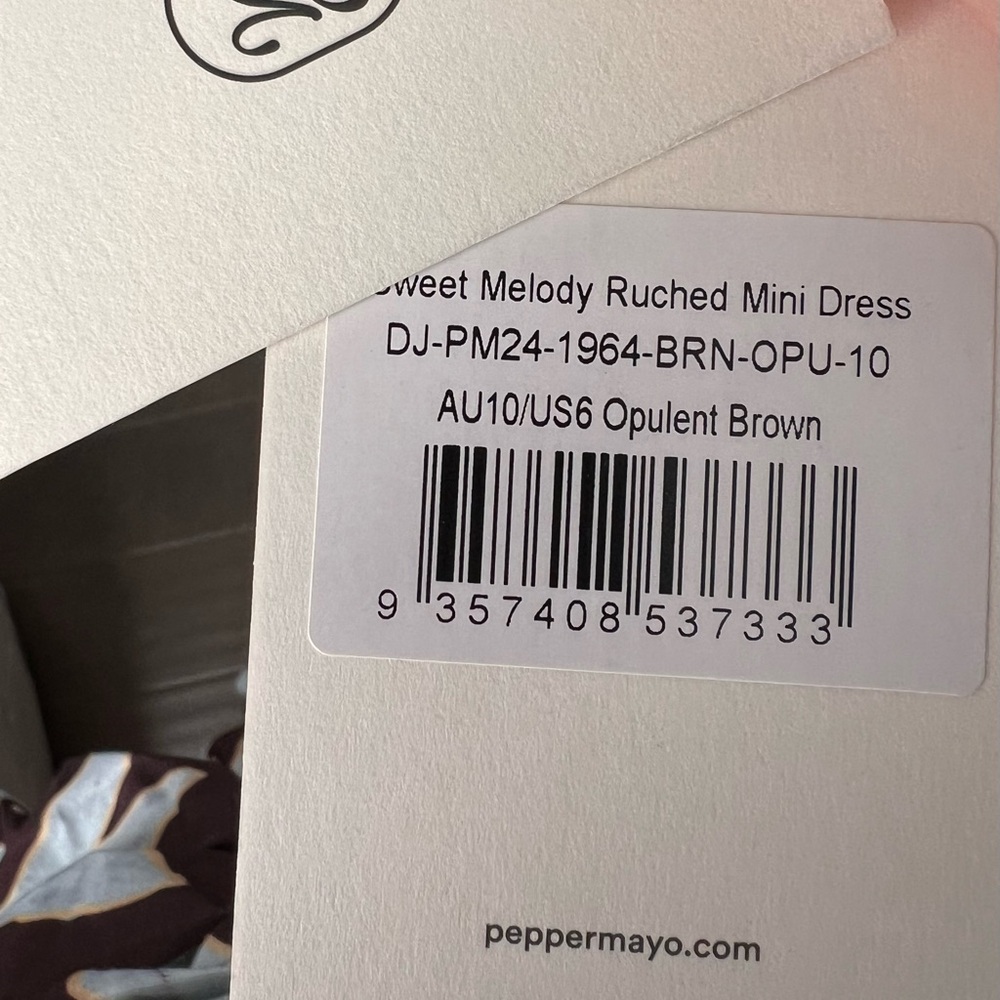 Sweet Melody Ruched Mini Dress
DJ-PM24-1964-BRN-OPU-10
AU10/US6 Opulent Brown
9 357408 537333
peppermayo.com